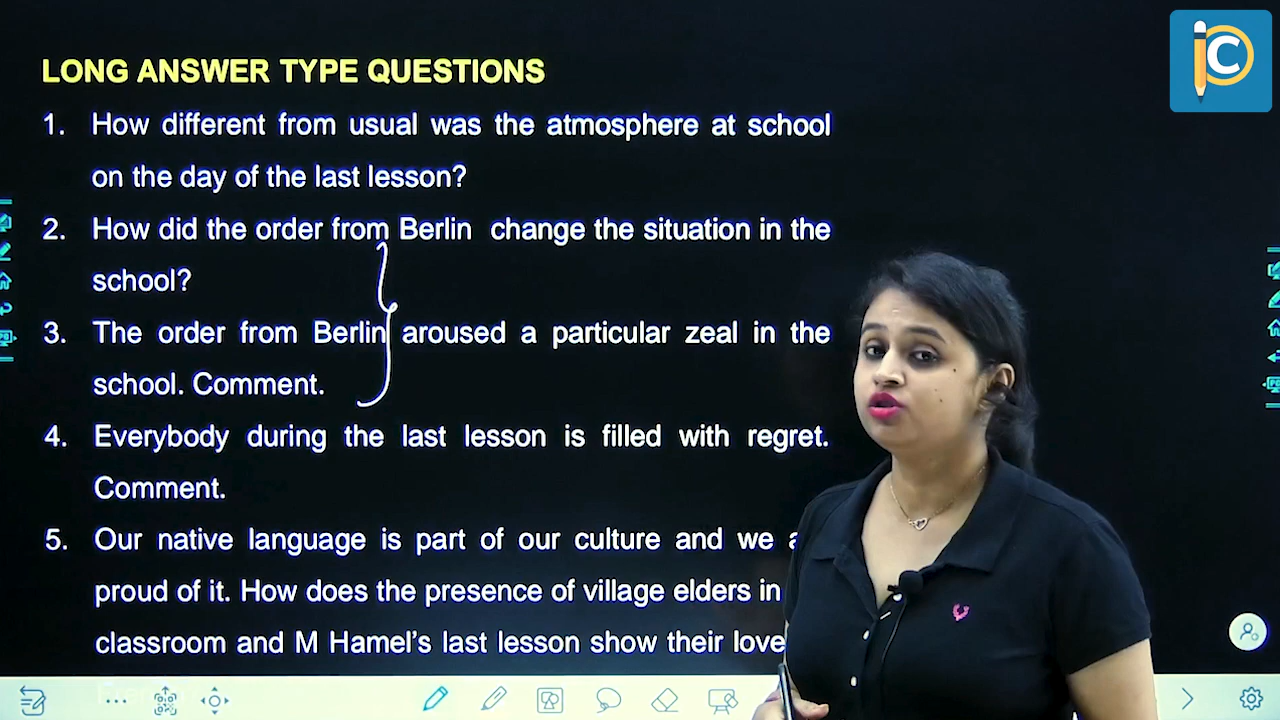 LONG ANSWER TYPE QUESTIONS
1. How different from usual was the atmosphere at school
on the day of the last lesson?
2. How did the order from Berlin change the situation in the
school?
3. The order from Berlin aroused a particular zeal in the
school. Comment.
4. Everybody during the last lesson is filled with regret.
Comment.
5. Our native language is part of our culture and we
proud of it. How does the presence of village elders in
classroom and M Hamel's last lesson show their love